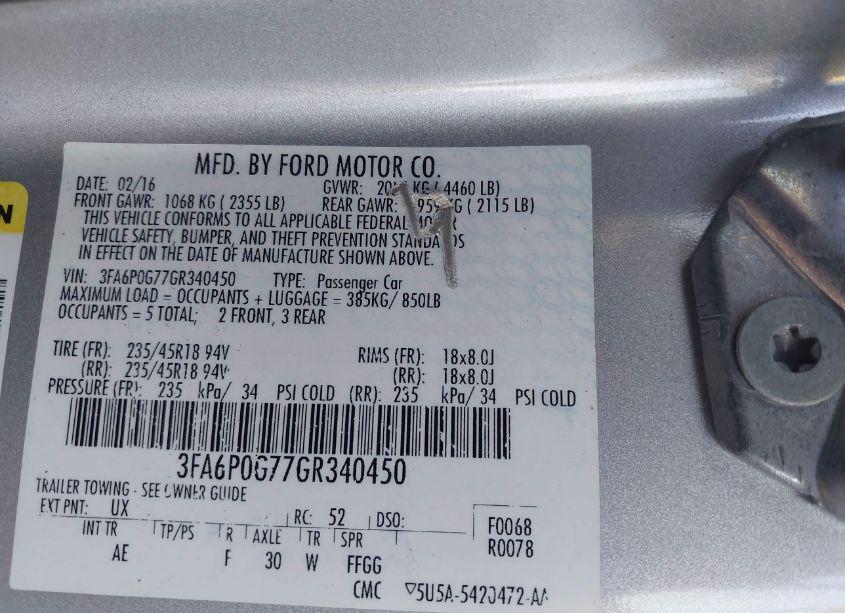 N
MFD. BY FORD MOTOR CO.
DATE: 02/16 GVWR: KG ( 4460 LB)
FRONT GAWR: 1068 KG ( 2355 LB) REAR GAWR: KG ( 2115 LB)
THIS VEHICLE CONFORMS TO ALL APPLICABLE FEDERAL MOTOR
VEHICLE SAFETY, BUMPER, AND THEFT PREVENTION STANDARDS
IN EFFECT ON THE DATE OF MANUFACTURE SHOWN ABOVE.
VIN: 3FA6P0G77GR340450 TYPE: Passenger Car
MAXIMUM LOAD = OCCUPANTS + LUGGAGE = 385KG/ 850LB
OCCUPANTS = 5 TOTAL; 2 FRONT, 3 REAR
TIRE (FR): 235/45R18 94V RIMS (FR): 18x8.0J
(RR): 235/45R18 94V (RR): 18x8.0J
PRESSURE (FR): 235 kPa/ 34 PSI COLD (RR): 235 kPa/ 34 PSI COLD
3FA6P0G77GR340450
TRAILER TOWING - SEE OWNER GUIDE
EXT PNT: UX RC: 52 DSO: F0068
INT TR TP/PS R AXLE TR SPR R0078
AE F 30 W FFGG
CMC ▽5U5A-5420472-AA